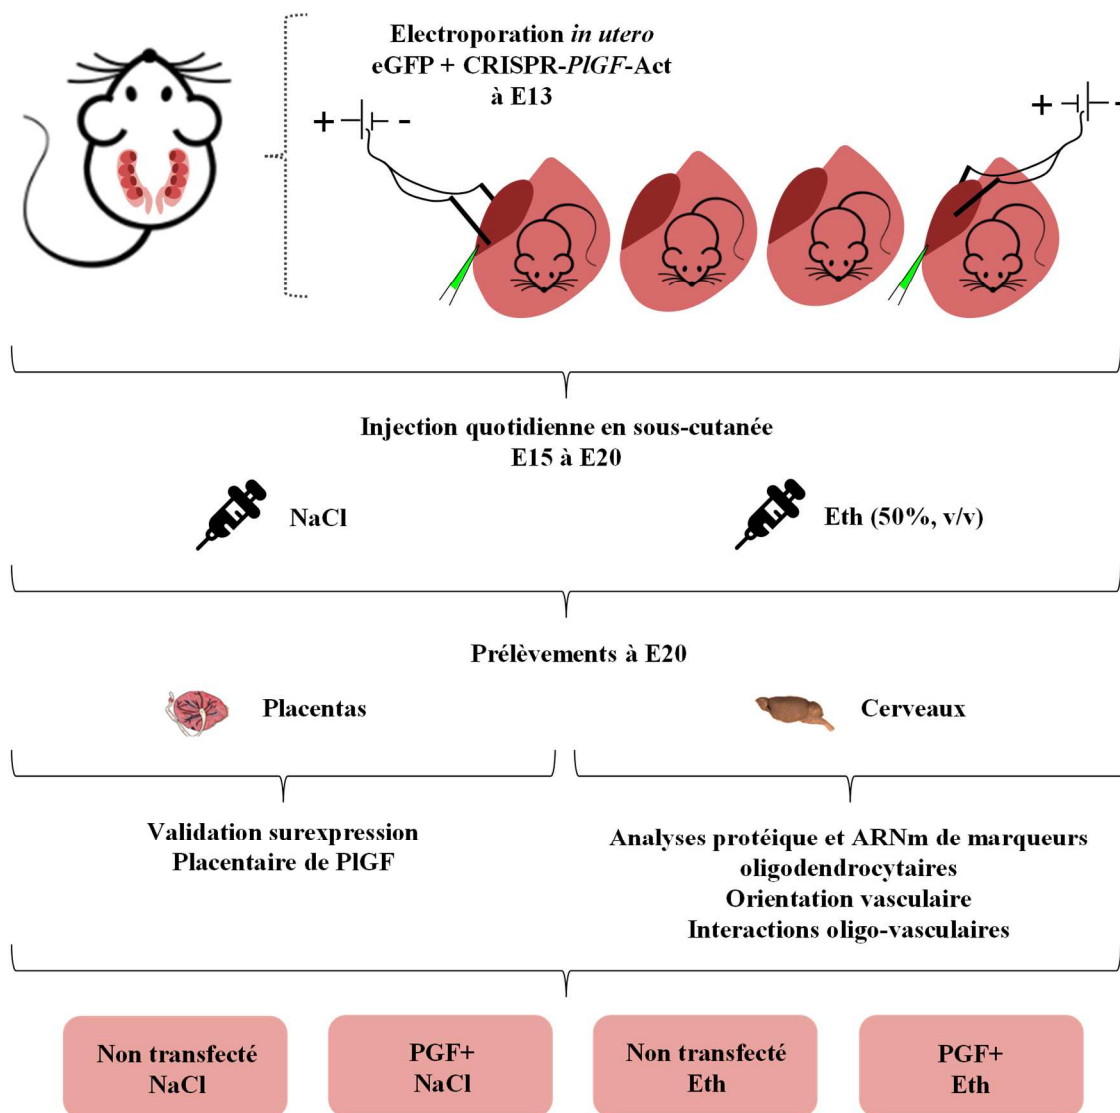 Electroporation in utero
eGFP + CRISPR-PlGF-Act
à E13
+ -
+ -
Injection quotidienne en sous-cutanée
E15 à E20
NaCl
Eth (50%, v/v)
Prélèvements à E20
Placentas
Cerveaux
Validation surexpression
Placentaire de PlGF
Analyses protéique et ARNm de marqueurs
oligodendrocytaires
Orientation vasculaire
Interactions oligo-vasculaires
Non transfecté
NaCl
PGF+
NaCl
Non transfecté
Eth
PGF+
Eth